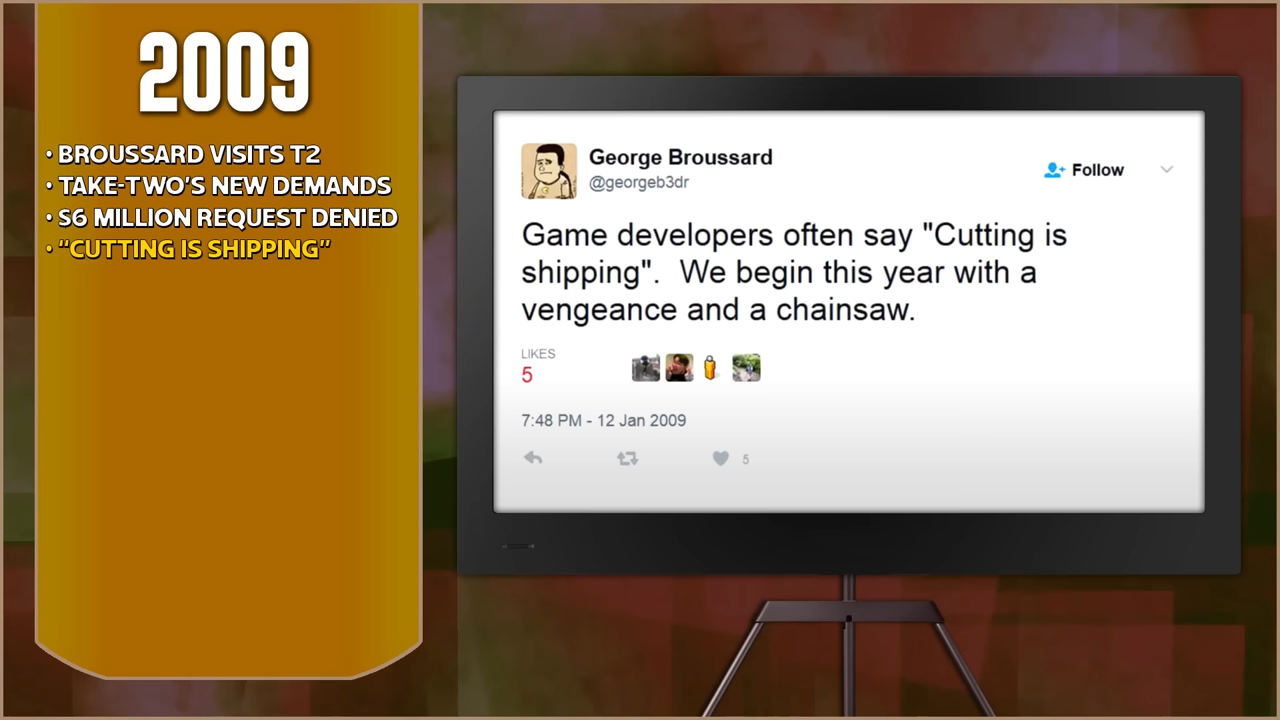 2009
• BROUSSARD VISITS T2
• TAKE-TWO'S NEW DEMANDS
• $6 MILLION REQUEST DENIED
• “CUTTING IS SHIPPING”
George Broussard
@georgeb3dr
Follow
Game developers often say "Cutting is
shipping".  We begin this year with a
vengeance and a chainsaw.
LIKES
5
7:48 PM - 12 Jan 2009
5